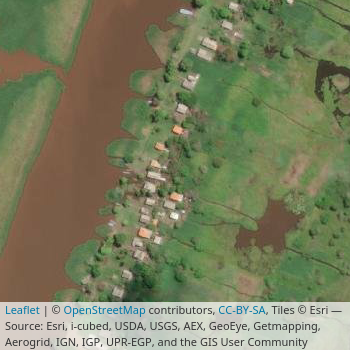 Leaflet | © OpenStreetMap contributors, CC-BY-SA, Tiles © Esri —
Source: Esri, i-cubed, USDA, USGS, AEX, GeoEye, Getmapping,
Aerogrid, IGN, IGP, UPR-EGP, and the GIS User Community